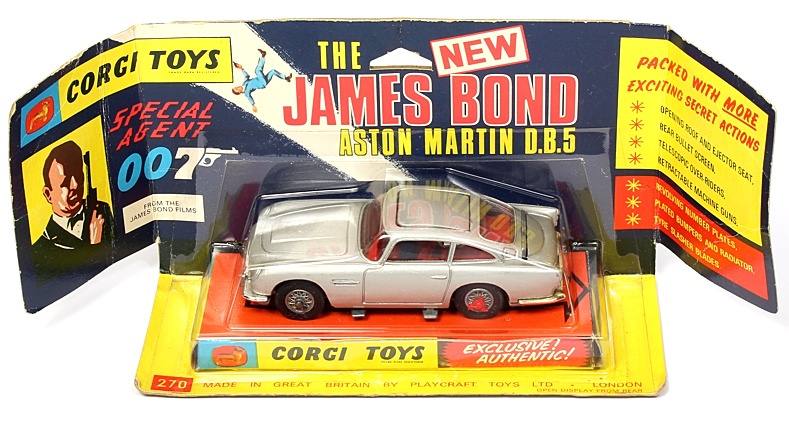 CORGI TOYS
TRADE MARK REGISTERED
SPECIAL
AGENT
007
FROM THE
JAMES BOND FILMS
THE
NEW
JAMES BOND
ASTON MARTIN D.B.5
PACKED WITH MORE
EXCITING SECRET ACTIONS
OPENING ROOF AND EJECTOR SEAT,
REAR BULLET SCREEN,
TELESCOPIC OVER-RIDERS,
RETRACTABLE MACHINE GUNS.
REVOLVING NUMBER PLATES,
PLATED BUMPERS AND RADIATOR,
TYRE SLASHER BLADES.
CORGI TOYS
EXCLUSIVE!
AUTHENTIC!
270 MADE IN GREAT BRITAIN BY PLAYCRAFT TOYS LTD - LONDON
OPEN DISPLAY FROM REAR